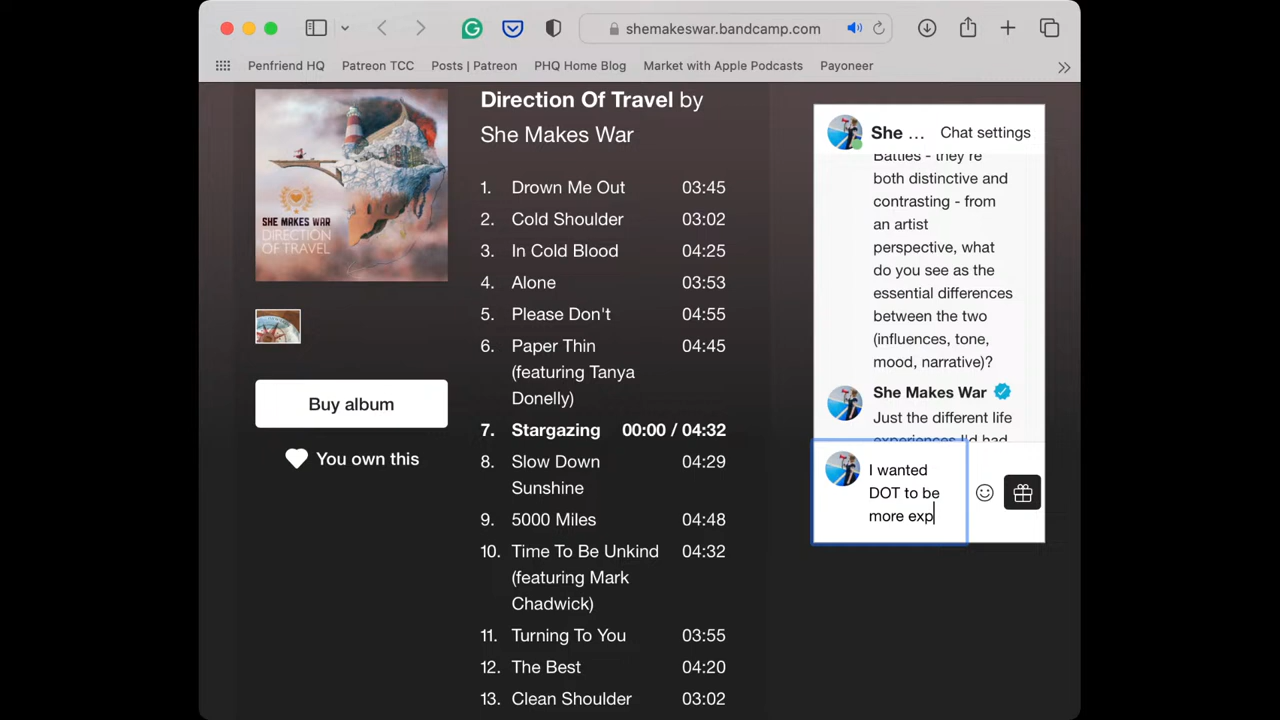 shemakeswar.bandcamp.com
Penfriend HQ
Patreon TCC
Posts | Patreon
PHQ Home Blog
Market with Apple Podcasts
Payoneer
SHE MAKES WAR
DIRECTION
OF TRAVEL
Buy album
You own this
Direction Of Travel by
She Makes War
1. Drown Me Out 03:45
2. Cold Shoulder 03:02
3. In Cold Blood 04:25
4. Alone 03:53
5. Please Don't 04:55
6. Paper Thin 04:45
(featuring Tanya
Donelly)
7. Stargazing 00:00 / 04:32
8. Slow Down 04:29
Sunshine
9. 5000 Miles 04:48
10. Time To Be Unkind 04:32
(featuring Mark
Chadwick)
11. Turning To You 03:55
12. The Best 04:20
13. Clean Shoulder 03:02
She ... Chat settings
Battles - they're
both distinctive and
contrasting - from
an artist
perspective, what
do you see as the
essential differences
between the two
(influences, tone,
mood, narrative)?
She Makes War
Just the different life
experiences I'd had
I wanted
DOT to be
more exp